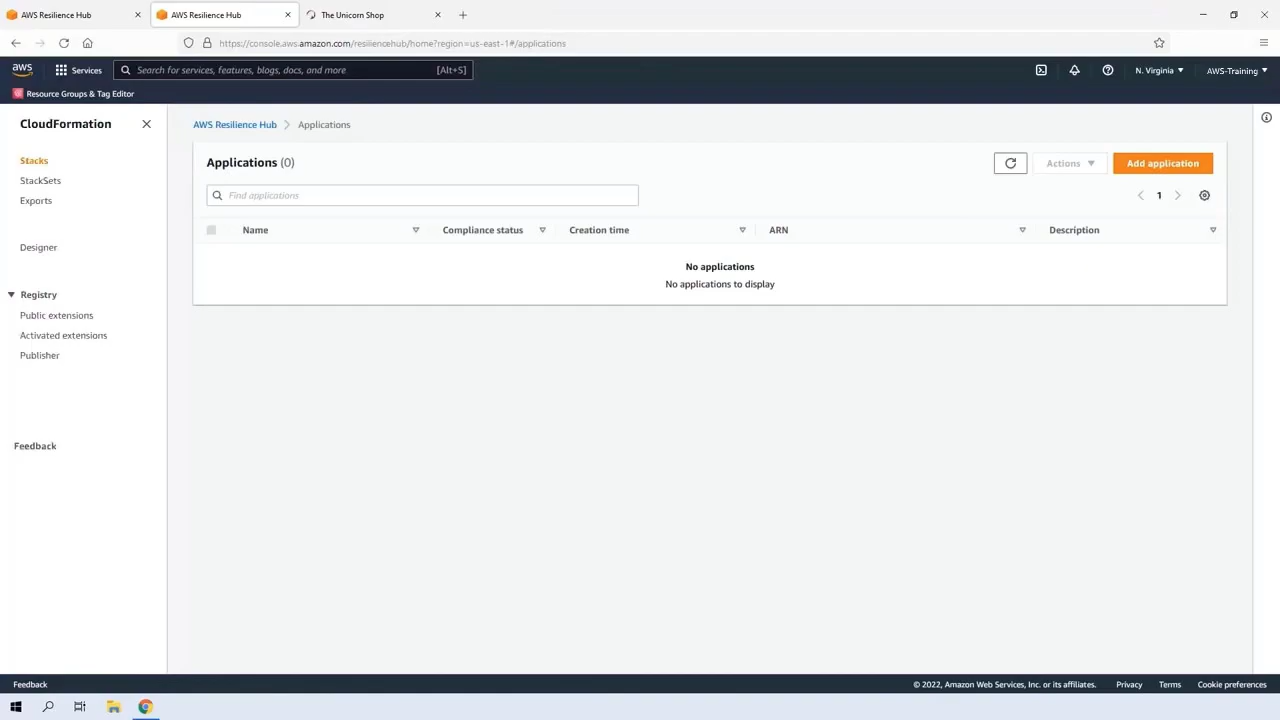 AWS Resilience Hub
AWS Resilience Hub
The Unicorn Shop
https://console.aws.amazon.com/resiliencehub/home?region=us-east-1#/applications
aws
Services
Search for services, features, blogs, docs, and more
[Alt+S]
N. Virginia
AWS-Training
Resource Groups & Tag Editor
CloudFormation
Stacks
StackSets
Exports
Designer
Registry
Public extensions
Activated extensions
Publisher
Feedback
AWS Resilience Hub
Applications
Applications (0)
Actions
Add application
Find applications
1
Name
Compliance status
Creation time
ARN
Description
No applications
No applications to display
Feedback
© 2022, Amazon Web Services, Inc. or its affiliates.
Privacy
Terms
Cookie preferences